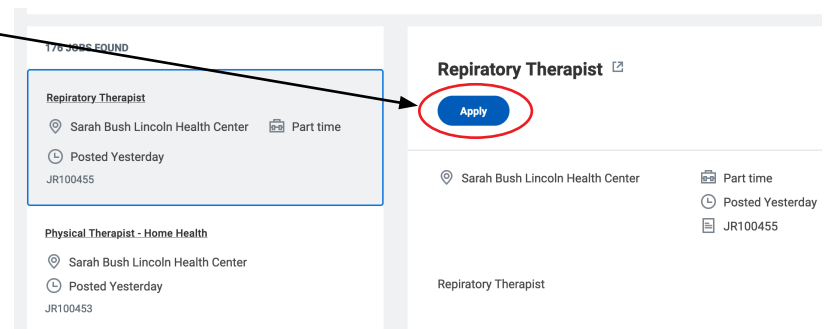 176 JOBS FOUND
Repiratory Therapist
Sarah Bush Lincoln Health Center Part time
Posted Yesterday
JR100455
Physical Therapist - Home Health
Sarah Bush Lincoln Health Center
Posted Yesterday
JR100453
Repiratory Therapist
Apply
Sarah Bush Lincoln Health Center Part time
Posted Yesterday
JR100455
Repiratory Therapist